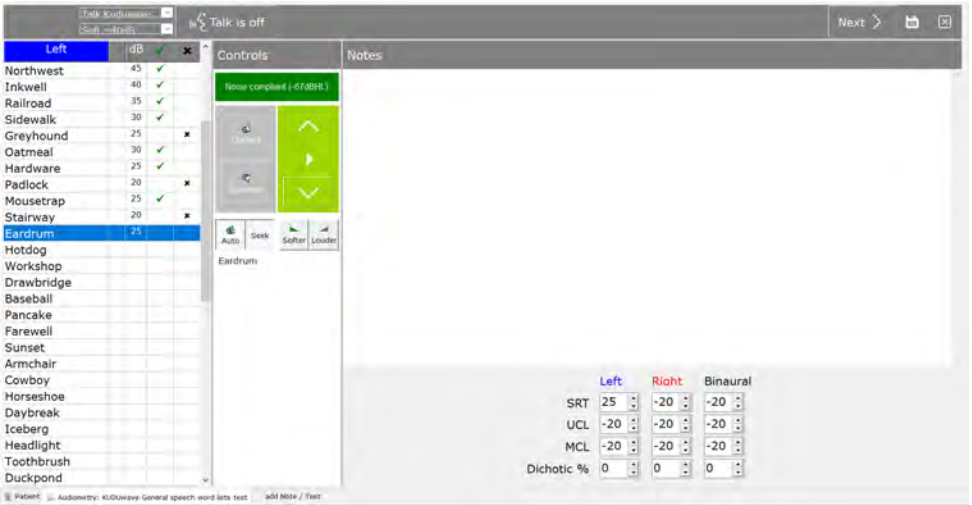 Talk Kuduwave
Talk is off
Next
Left dB
Controls
Notes
Northwest 45
Inkwell 40
Railroad 35
Sidewalk 30
Greyhound 25
Oatmeal 30
Hardware 25
Padlock 20
Mousetrap 25
Stairway 20
Eardrum 25
Hotdog
Workshop
Drawbridge
Baseball
Pancake
Farewell
Sunset
Armchair
Cowboy
Horseshoe
Daybreak
Iceberg
Headlight
Toothbrush
Duckpond
Noise compliant (-67dBHL)
Auto Seek Softer Louder
Eardrum
Left Right Binaural
SRT 25 -20 -20
UCL -20 -20 -20
MCL -20 -20 -20
Dichotic % 0 0 0
Patient Audiometry: KUDUwave General speech word lists test add Note / Test